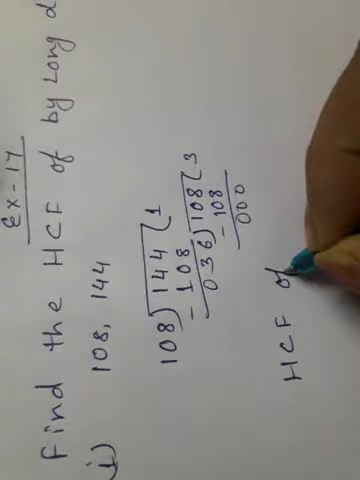 Ex-17
Find the HCF of by Long d
(i) 108, 144
108) 144 (1
- 108
036) 108 (3
- 108
000
HCF of